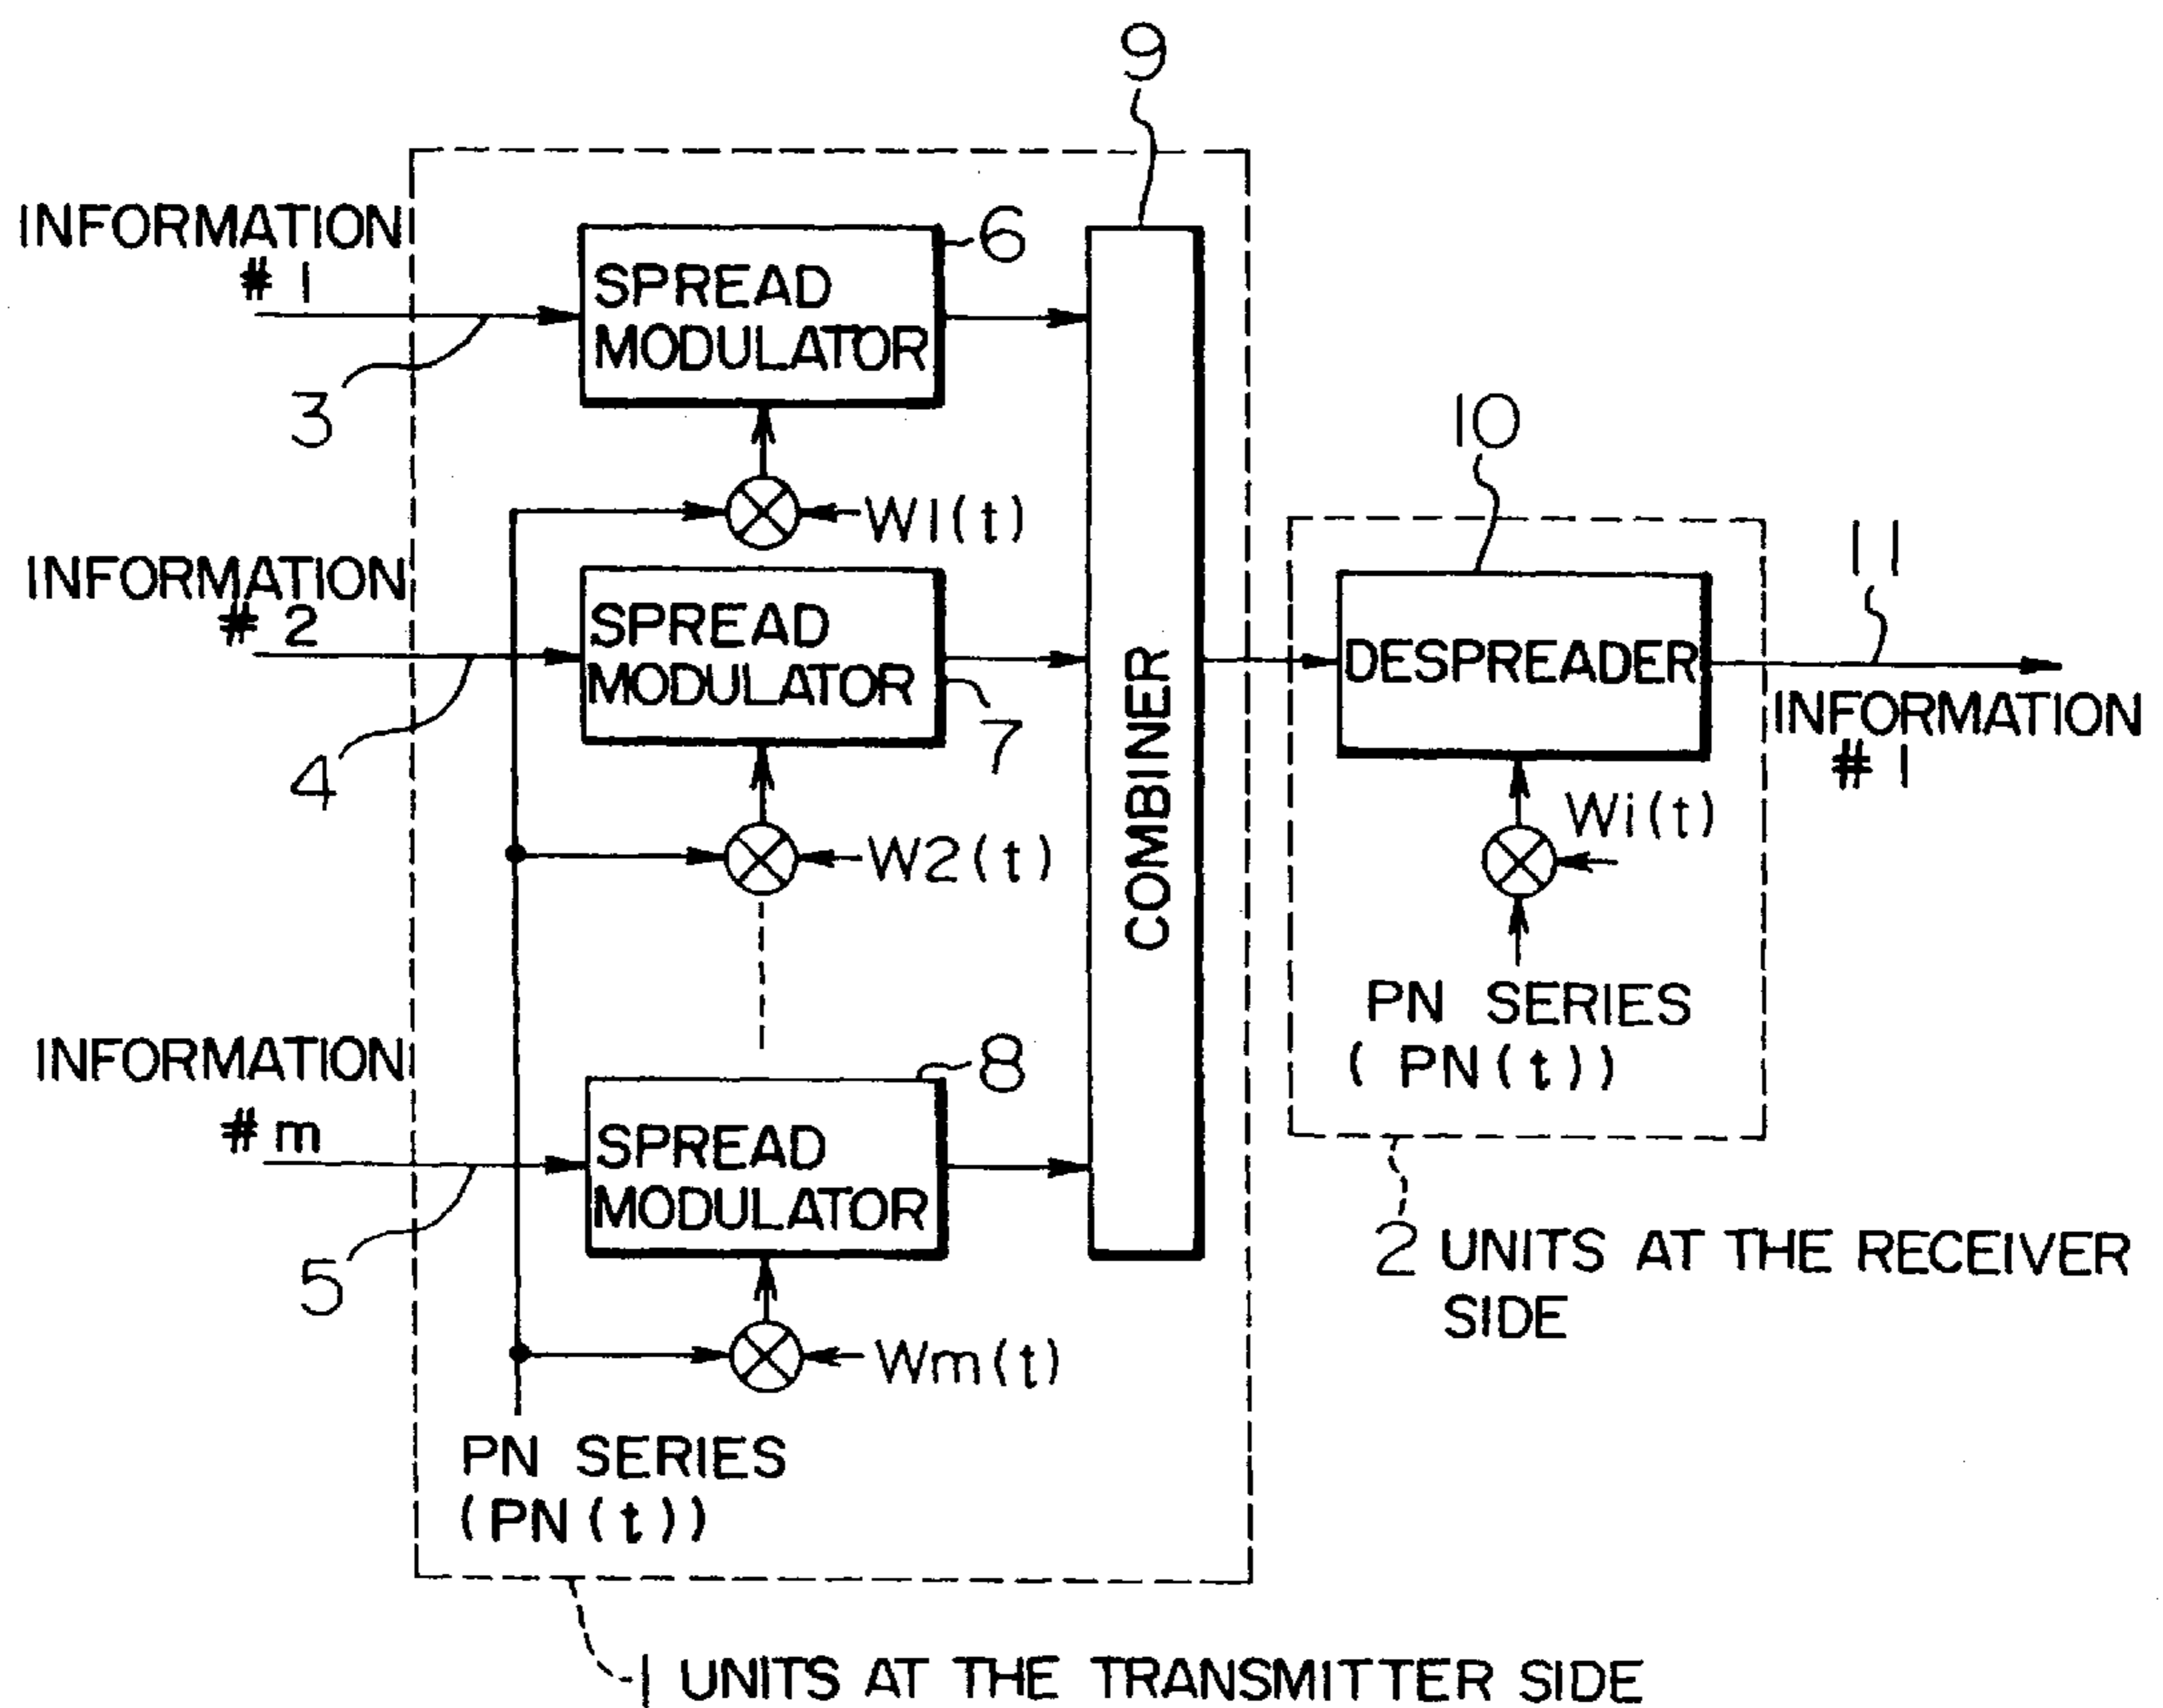 9
INFORMATION
# 1
3
SPREAD
MODULATOR
6
W1(t)
INFORMATION
# 2
4
SPREAD
MODULATOR
7
W2(t)
INFORMATION
# m
5
SPREAD
MODULATOR
8
Wm(t)
PN SERIES
(PN(t))
COMBINER
10
DESPREADER
11
INFORMATION
# 1
Wi(t)
PN SERIES
(PN(t))
2 UNITS AT THE RECEIVER
SIDE
1 UNITS AT THE TRANSMITTER SIDE